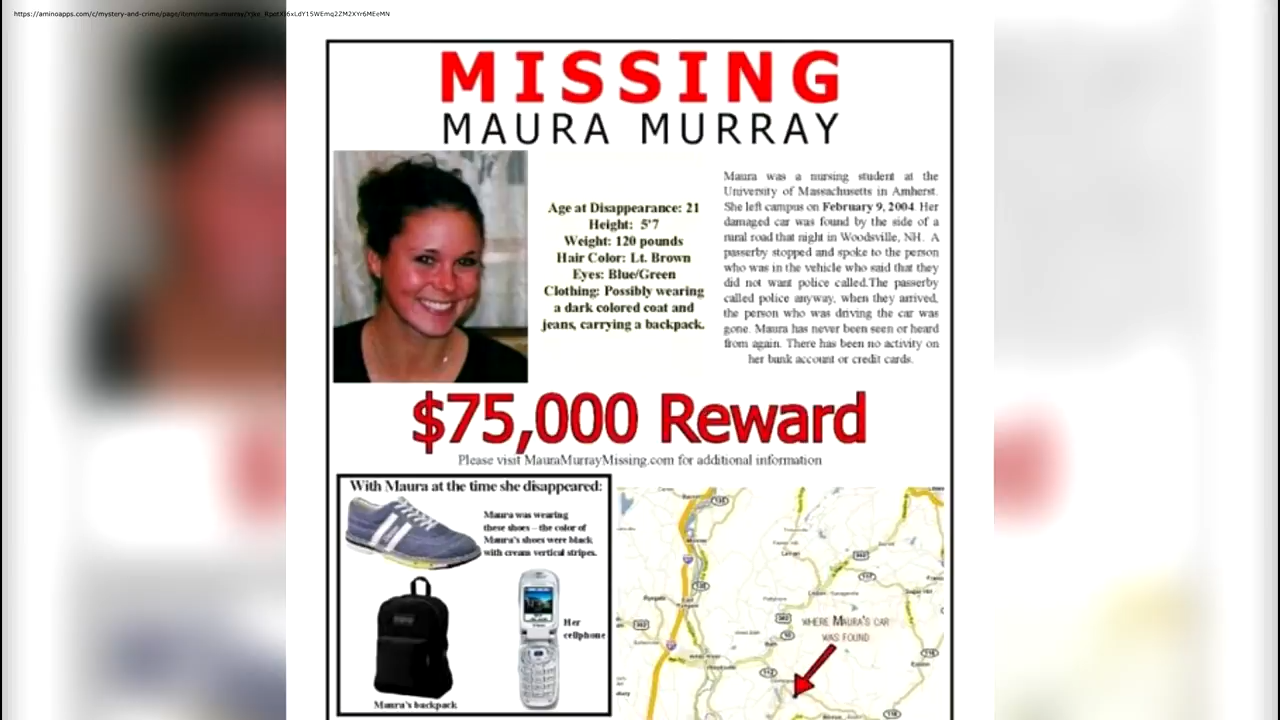 MISSING
MAURA MURRAY
Age at Disappearance: 21
Height: 5'7
Weight: 120 pounds
Hair Color: Lt. Brown
Eyes: Blue/Green
Clothing: Possibly wearing
a dark colored coat and
jeans, carrying a backpack.
Maura was a nursing student at the
University of Massachusetts in Amherst.
She left campus on February 9, 2004. Her
damaged car was found by the side of a
rural road that night in Woodsville, NH. A
passerby stopped and spoke to the person
who was in the vehicle who said that they
did not want police called.The passerby
called police anyway, when they arrived,
the person who was driving the car was
gone. Maura has never been seen or heard
from again. There has been no activity on
her bank account or credit cards.
$75,000 Reward
Please visit MauraMurrayMissing.com for additional information
With Maura at the time she disappeared:
Maura was wearing
these shoes – the color of
Maura's shoes were black
with cream vertical stripes.
Her
cellphone
Maura's backpack
WHERE MAURA'S CAR
WAS FOUND
302
112